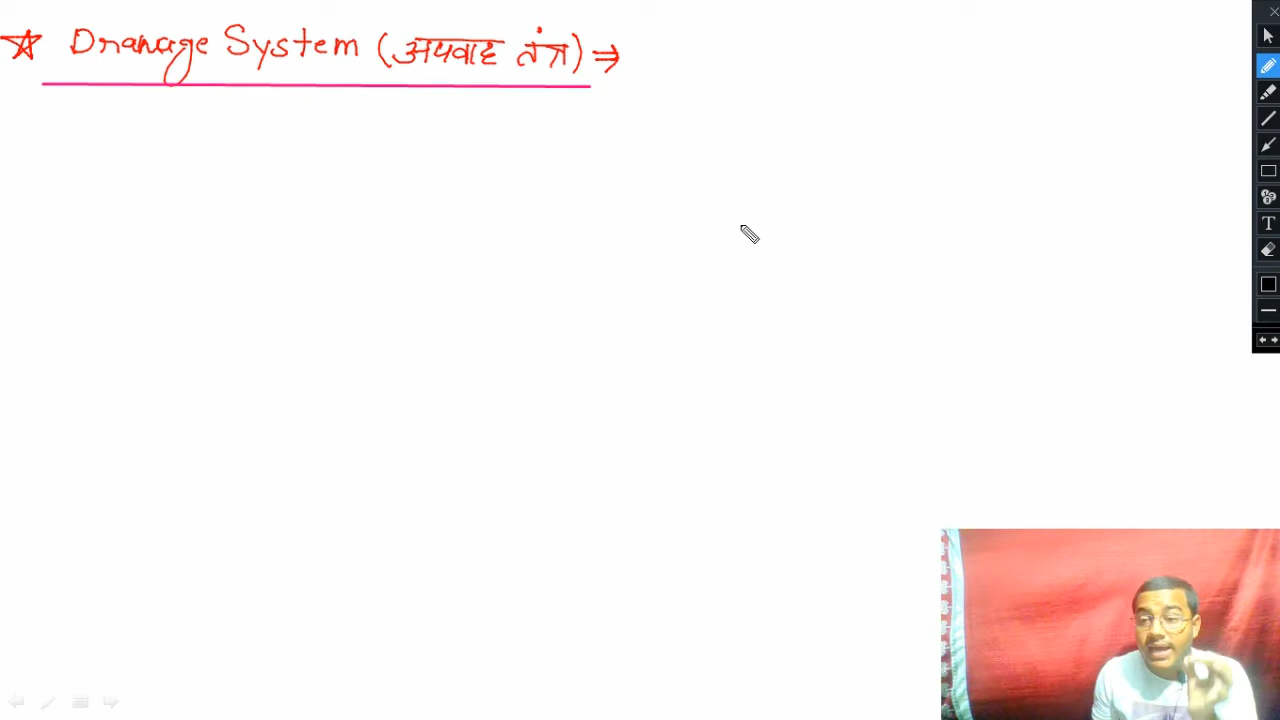 ☆ Dranage System (अपवाह तंत्र) ⇒